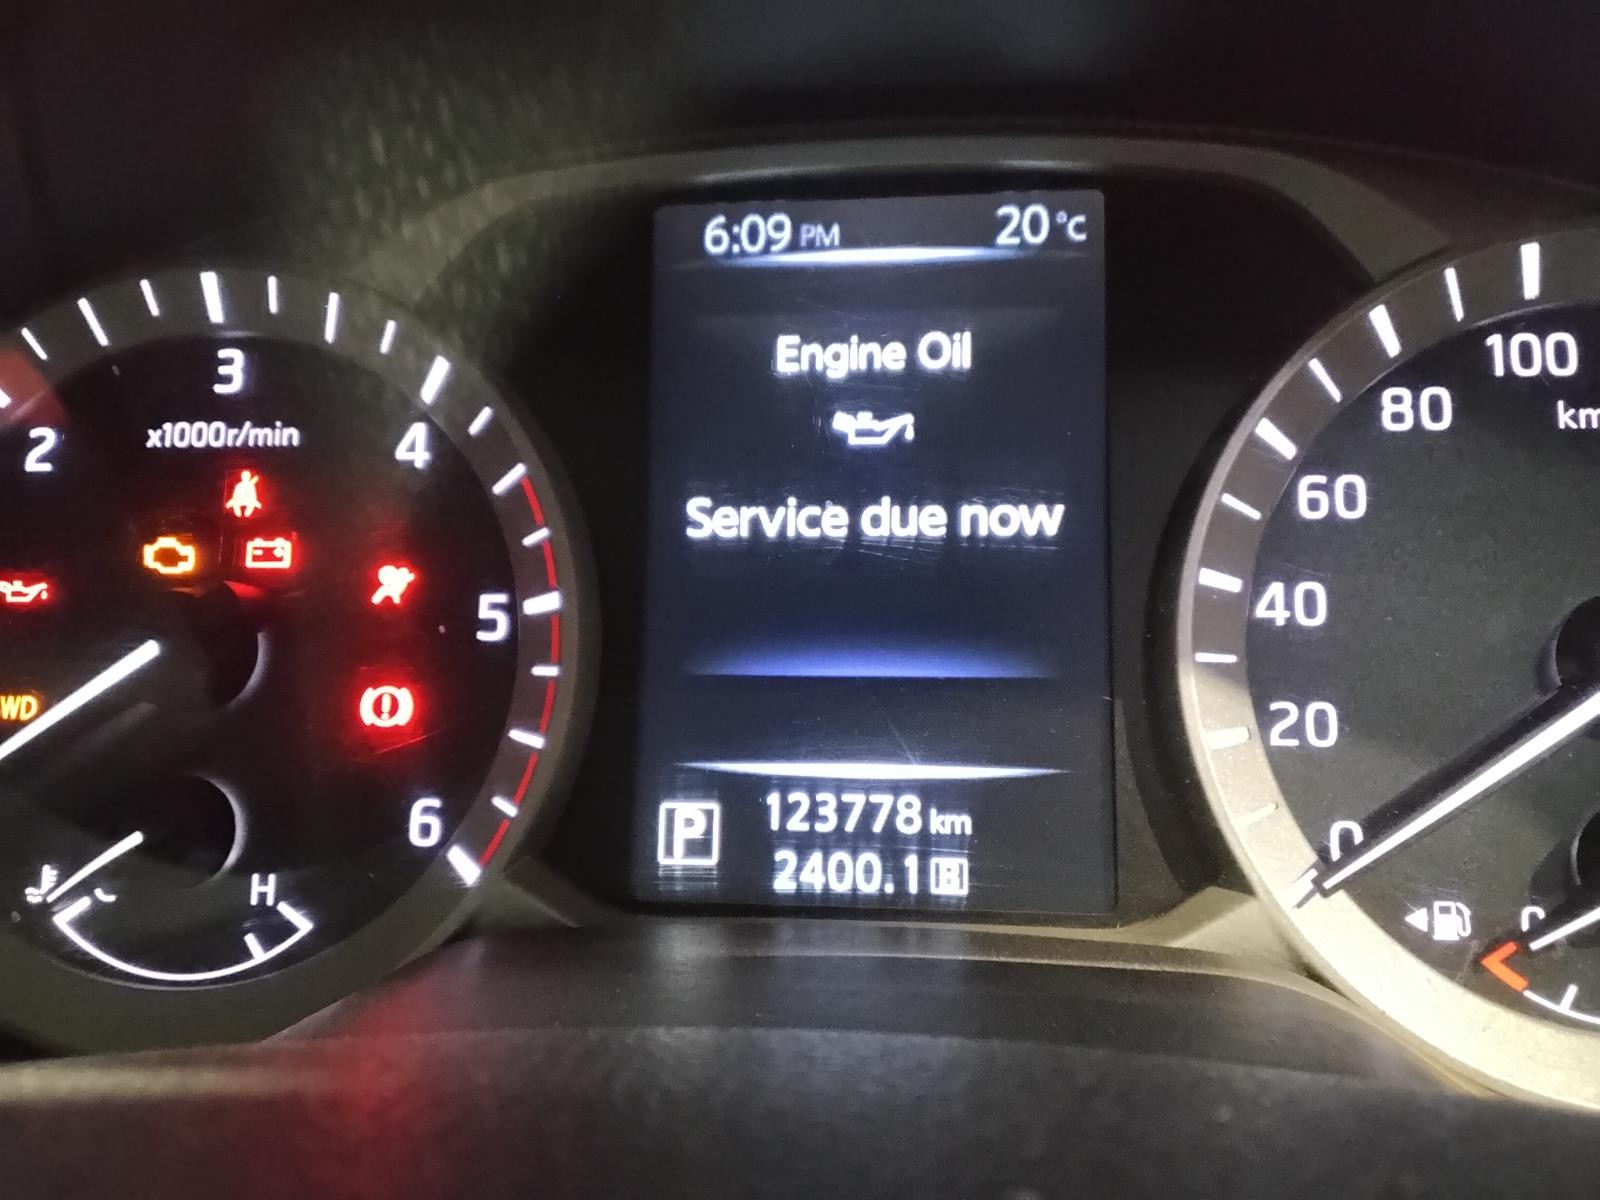 6:09 PM 20°C
Engine Oil
Service due now
P 123778 km
2400.1 B
2
3
4
5
6
x1000r/min
WD
H
100
80
60
40
20
0
km
0